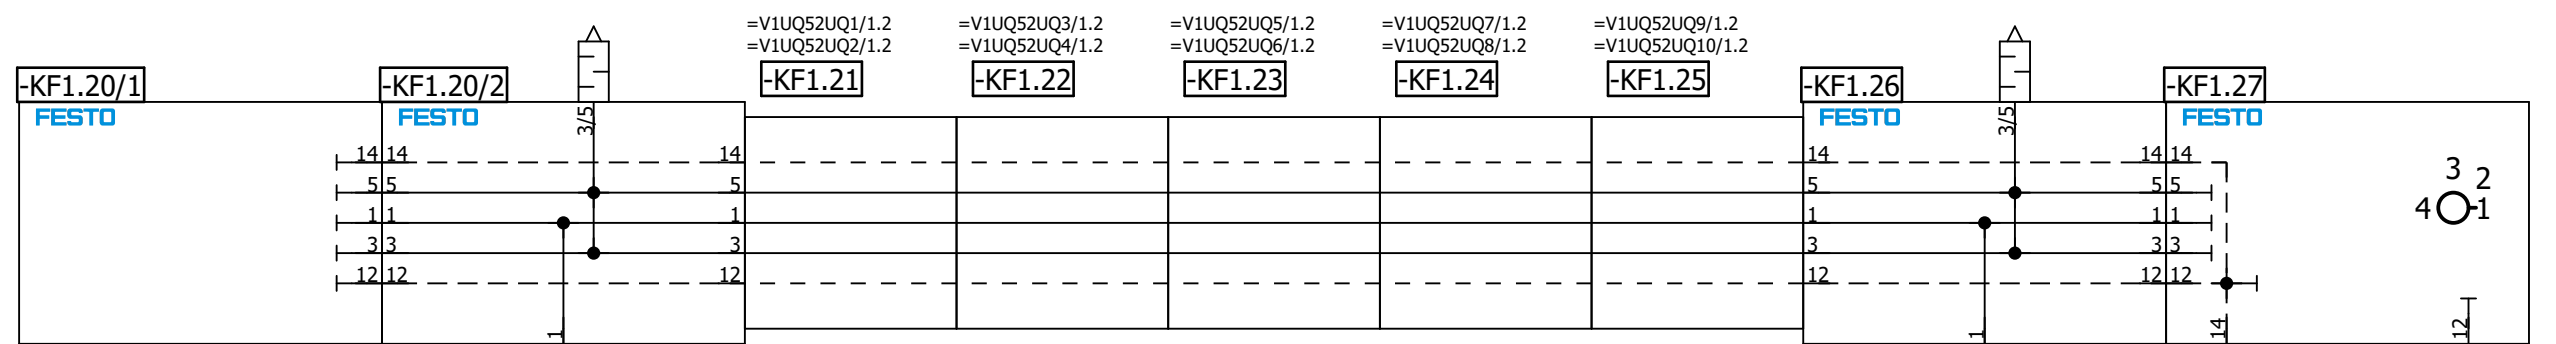 =V1UQ52UQ1/1.2 =V1UQ52UQ3/1.2 =V1UQ52UQ5/1.2 =V1UQ52UQ7/1.2 =V1UQ52UQ9/1.2
=V1UQ52UQ2/1.2 =V1UQ52UQ4/1.2 =V1UQ52UQ6/1.2 =V1UQ52UQ8/1.2 =V1UQ52UQ10/1.2
-KF1.20/1 -KF1.20/2 -KF1.21 -KF1.22 -KF1.23 -KF1.24 -KF1.25 -KF1.26 -KF1.27
FESTO FESTO 3/5 FESTO 3/5 FESTO
14 14 14 14 14 14
5 5 5 5 5 5
1 1 1 1 1 1
3 3 3 3 3 3
12 12 12 12 12 12
3
2
4 1
1 1 14 12